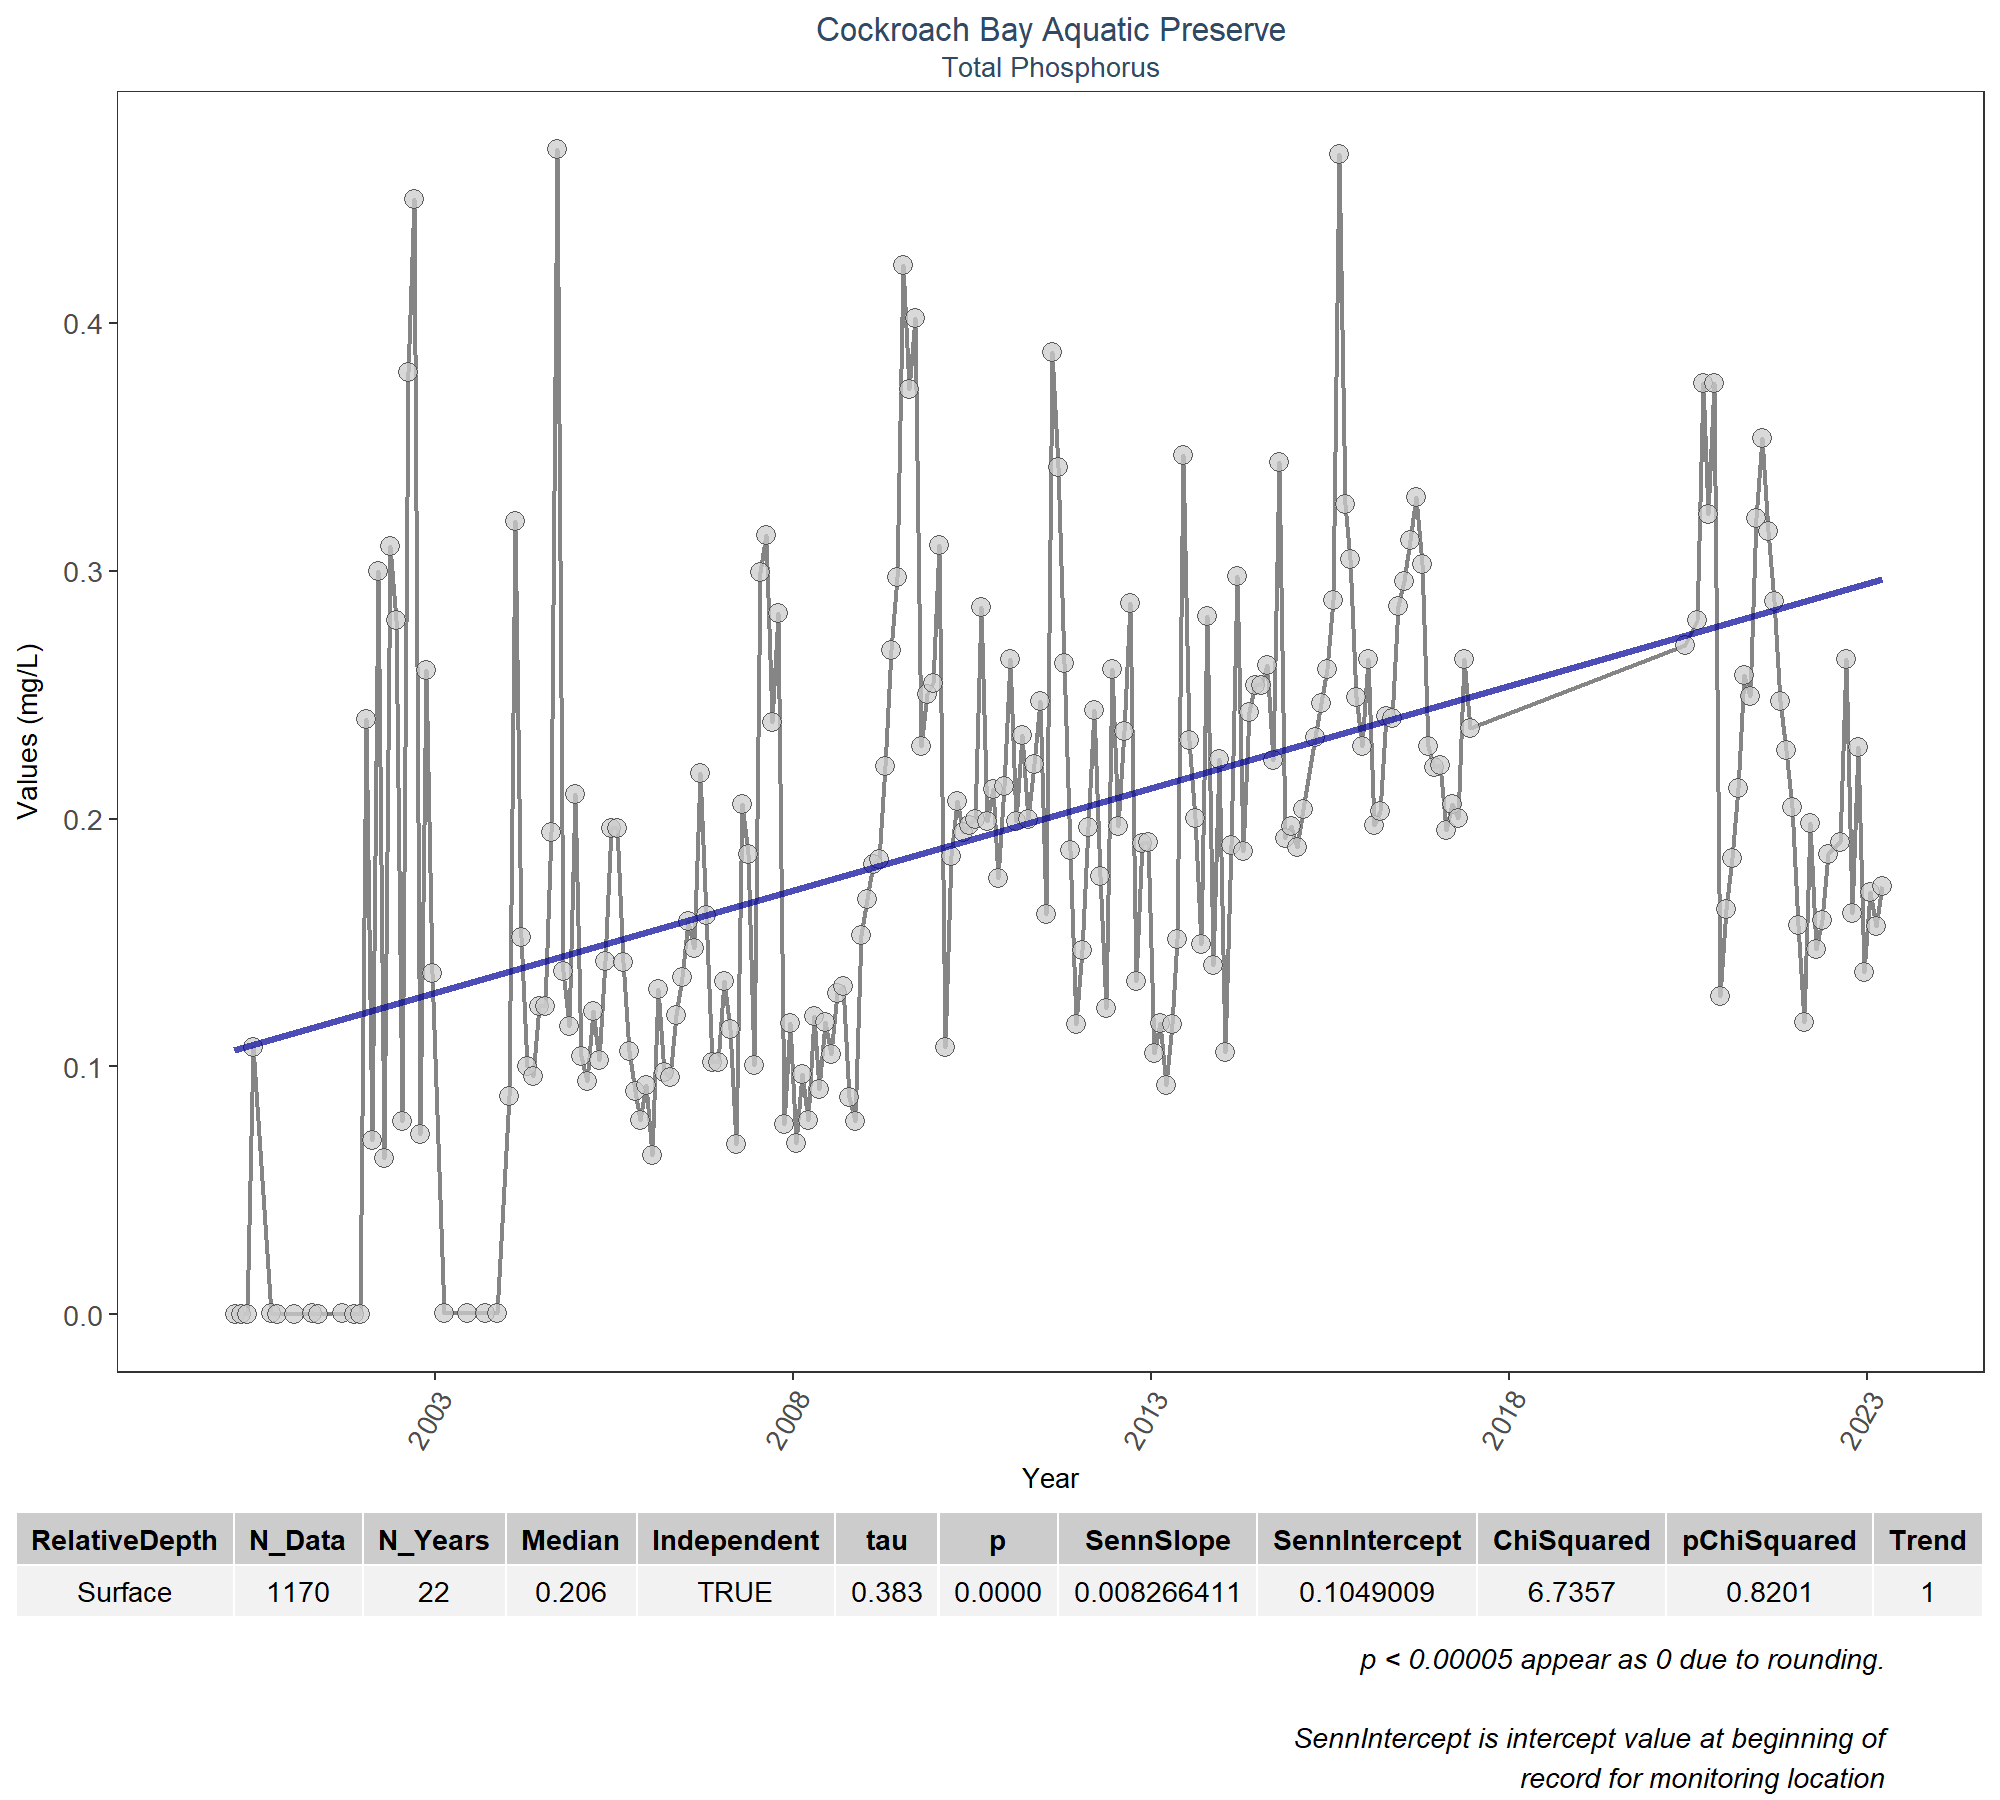 Cockroach Bay Aquatic Preserve
Total Phosphorus
Values (mg/L)
0.4
0.3
0.2
0.1
0.0
2003 2008 2013 2018 2023
Year
RelativeDepth N_Data N_Years Median Independent tau p SennSlope SennIntercept ChiSquared pChiSquared Trend
Surface 1170 22 0.206 TRUE 0.383 0.0000 0.008266411 0.1049009 6.7357 0.8201 1
p < 0.00005 appear as 0 due to rounding.
SennIntercept is intercept value at beginning of
record for monitoring location